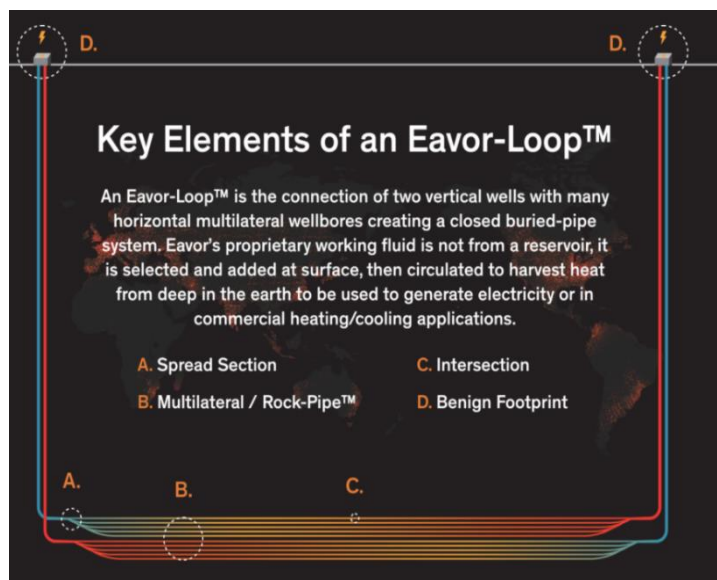 D.
D.
Key Elements of an Eavor-Loop™
An Eavor-Loop™ is the connection of two vertical wells with many
horizontal multilateral wellbores creating a closed buried-pipe
system. Eavor's proprietary working fluid is not from a reservoir, it
is selected and added at surface, then circulated to harvest heat
from deep in the earth to be used to generate electricity or in
commercial heating/cooling applications.
A. Spread Section
C. Intersection
B. Multilateral / Rock-Pipe™
D. Benign Footprint
A.
B.
C.